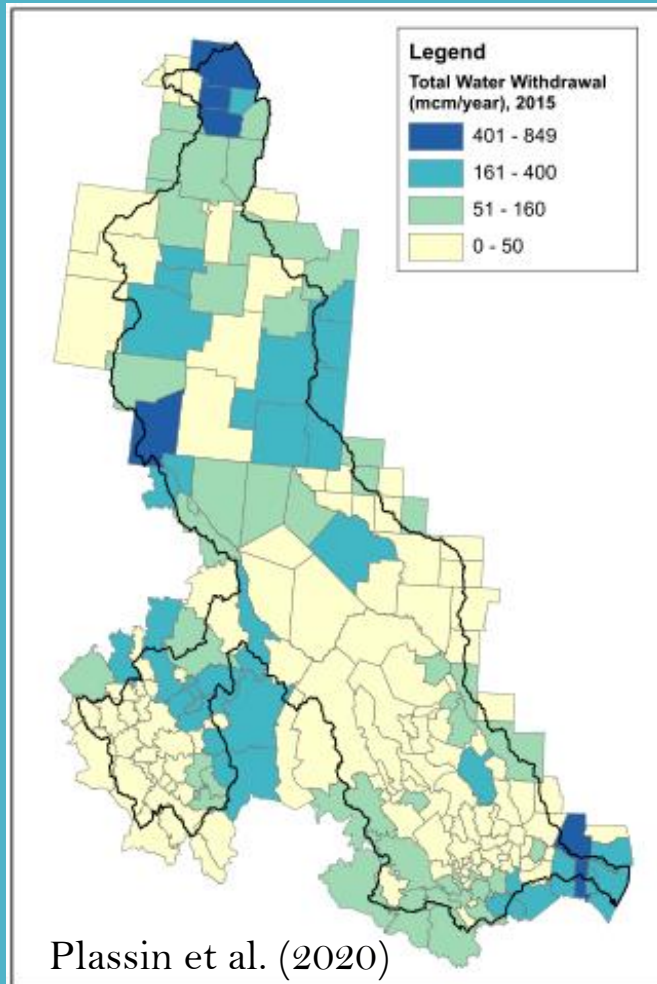 Legend
Total Water Withdrawal
(mcm/year), 2015
401 - 849
161 - 400
51 - 160
0 - 50
Plassin et al. (2020)